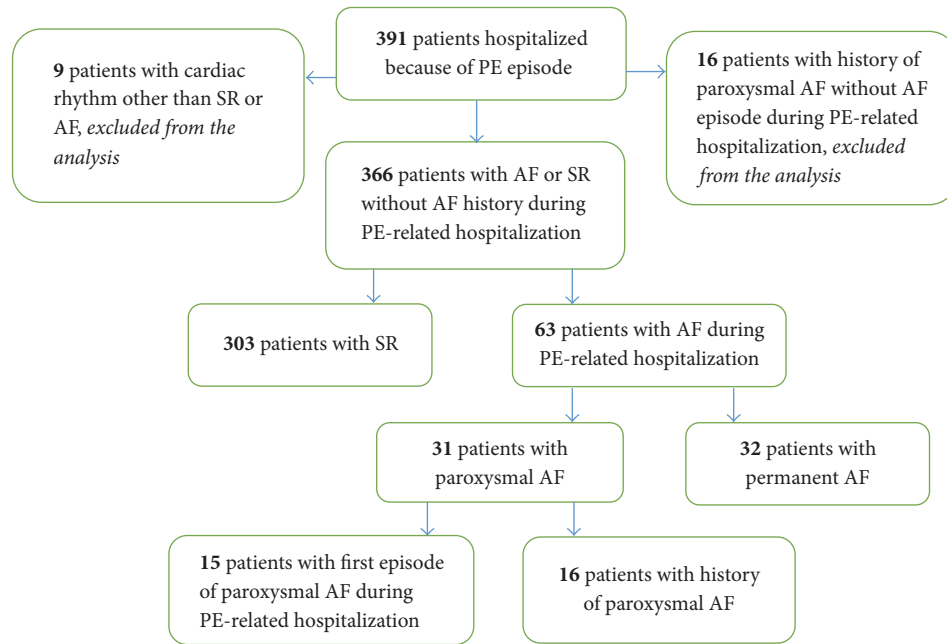 391 patients hospitalized
because of PE episode
9 patients with cardiac
rhythm other than SR or
AF, excluded from the
analysis
16 patients with history of
paroxysmal AF without AF
episode during PE-related
hospitalization, excluded
from the analysis
366 patients with AF or SR
without AF history during
PE-related hospitalization
303 patients with SR
63 patients with AF during
PE-related hospitalization
31 patients with
paroxysmal AF
32 patients with
permanent AF
15 patients with first episode
of paroxysmal AF during
PE-related hospitalization
16 patients with history
of paroxysmal AF